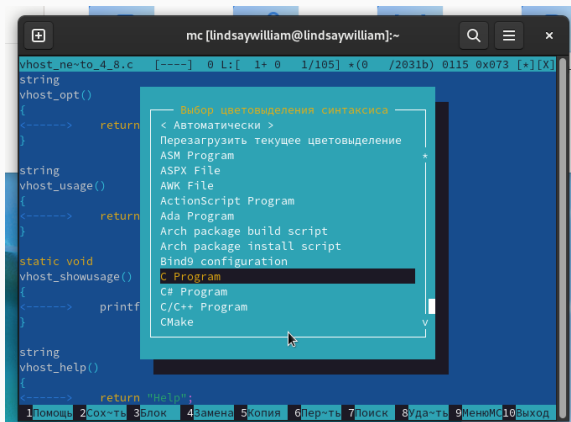 mc [lindsaywilliam@lindsaywilliam]:~
vhost_ne~to_4_8.c [----] 0 L:[ 1+ 0 1/105] *(0 /2031b) 0115 0x073 [*][X]
string
vhost_opt()
{
<------> return
}
string
vhost_usage()
{
<------> return
}
static void
vhost_showusage()
{
<------> printf
}
string
vhost_help()
{
<------> return "Help";
Выбор цветовыделения синтаксиса
< Автоматически >
Перезагрузить текущее цветовыделение
ASM Program
ASPX File
AWK File
ActionScript Program
Ada Program
Arch package build script
Arch package install script
Bind9 configuration
C Program
C# Program
C/C++ Program
CMake
1Помощь 2Сох~ть 3Блок 4Замена 5Копия 6Пер~ть 7Поиск 8Уда~ть 9МенюMC 10Выход